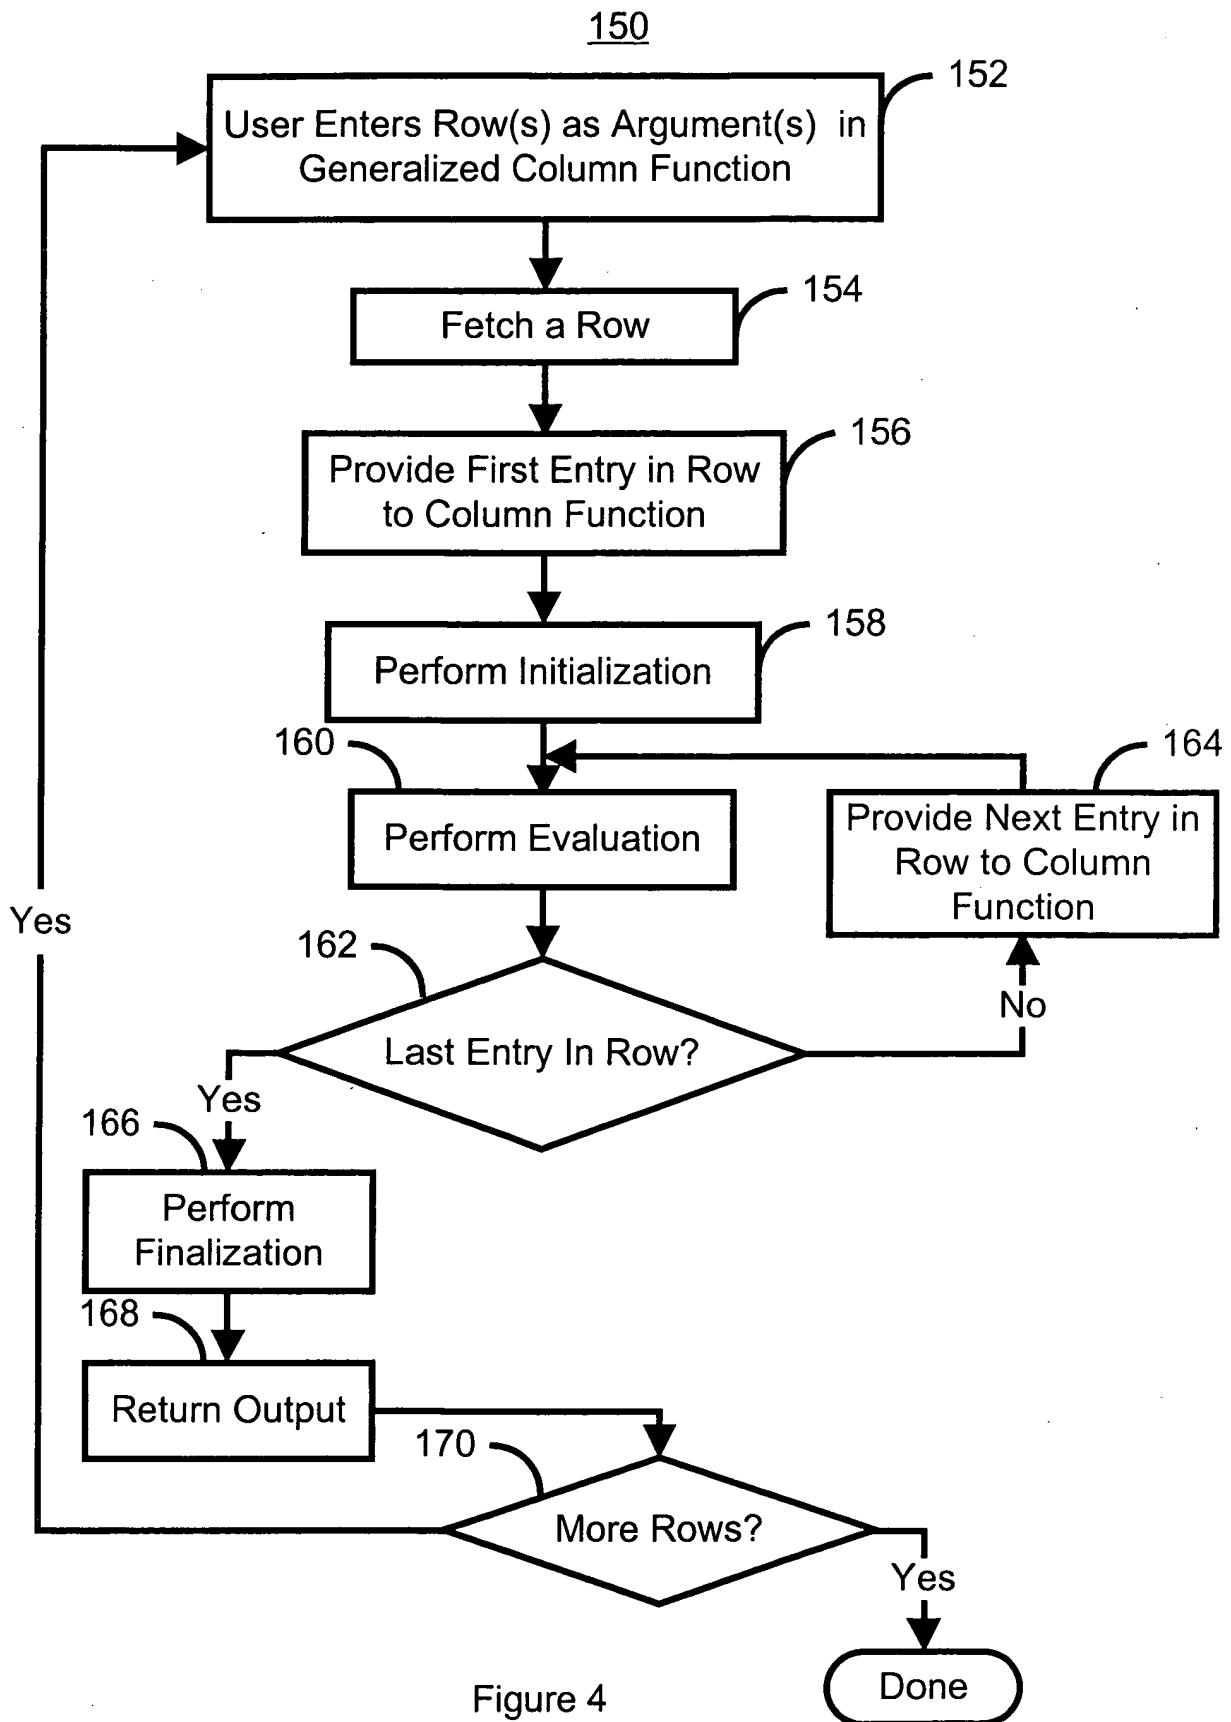 150
152
User Enters Row(s) as Argument(s) in
Generalized Column Function
154
Fetch a Row
156
Provide First Entry in Row
to Column Function
158
Perform Initialization
160
164
Perform Evaluation
Provide Next Entry in
Row to Column
Function
Yes
162
No
Last Entry In Row?
Yes
166
Perform
Finalization
168
Return Output
170
More Rows?
Yes
Done
Figure 4